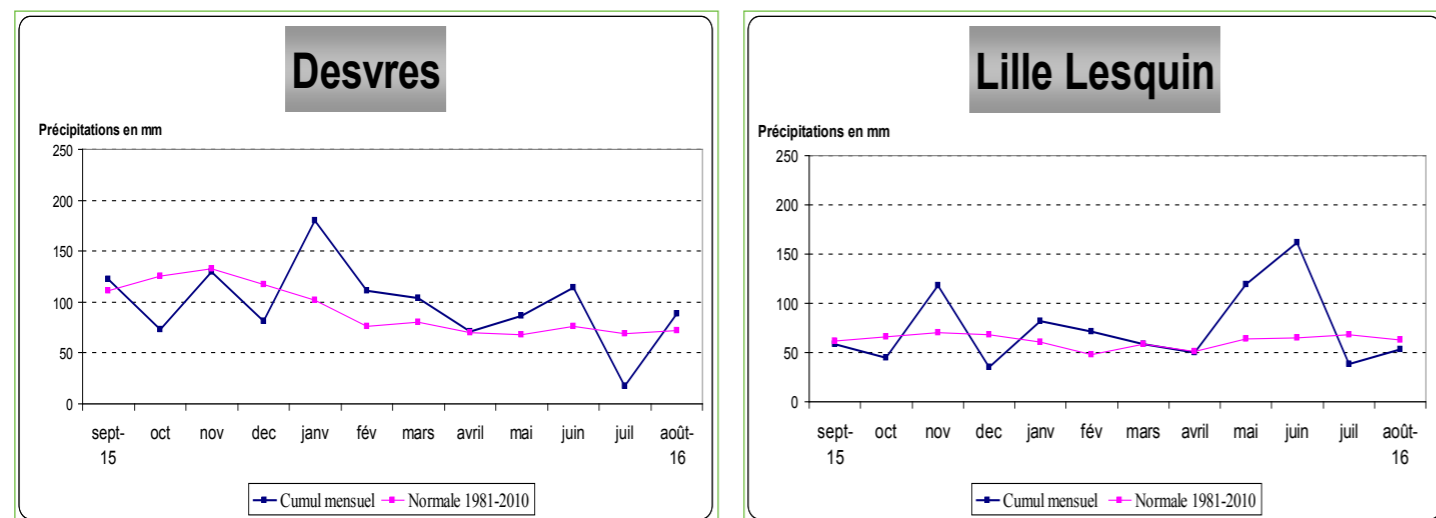 Desvres
Précipitations en mm
250
200
150
100
50
0
sept-15 oct nov dec janv fév mars avril mai juin juil août-16
Cumul mensuel Normale 1981-2010
Lille Lesquin
Précipitations en mm
250
200
150
100
50
0
sept-15 oct nov dec janv fév mars avril mai juin juil août-16
Cumul mensuel Normale 1981-2010